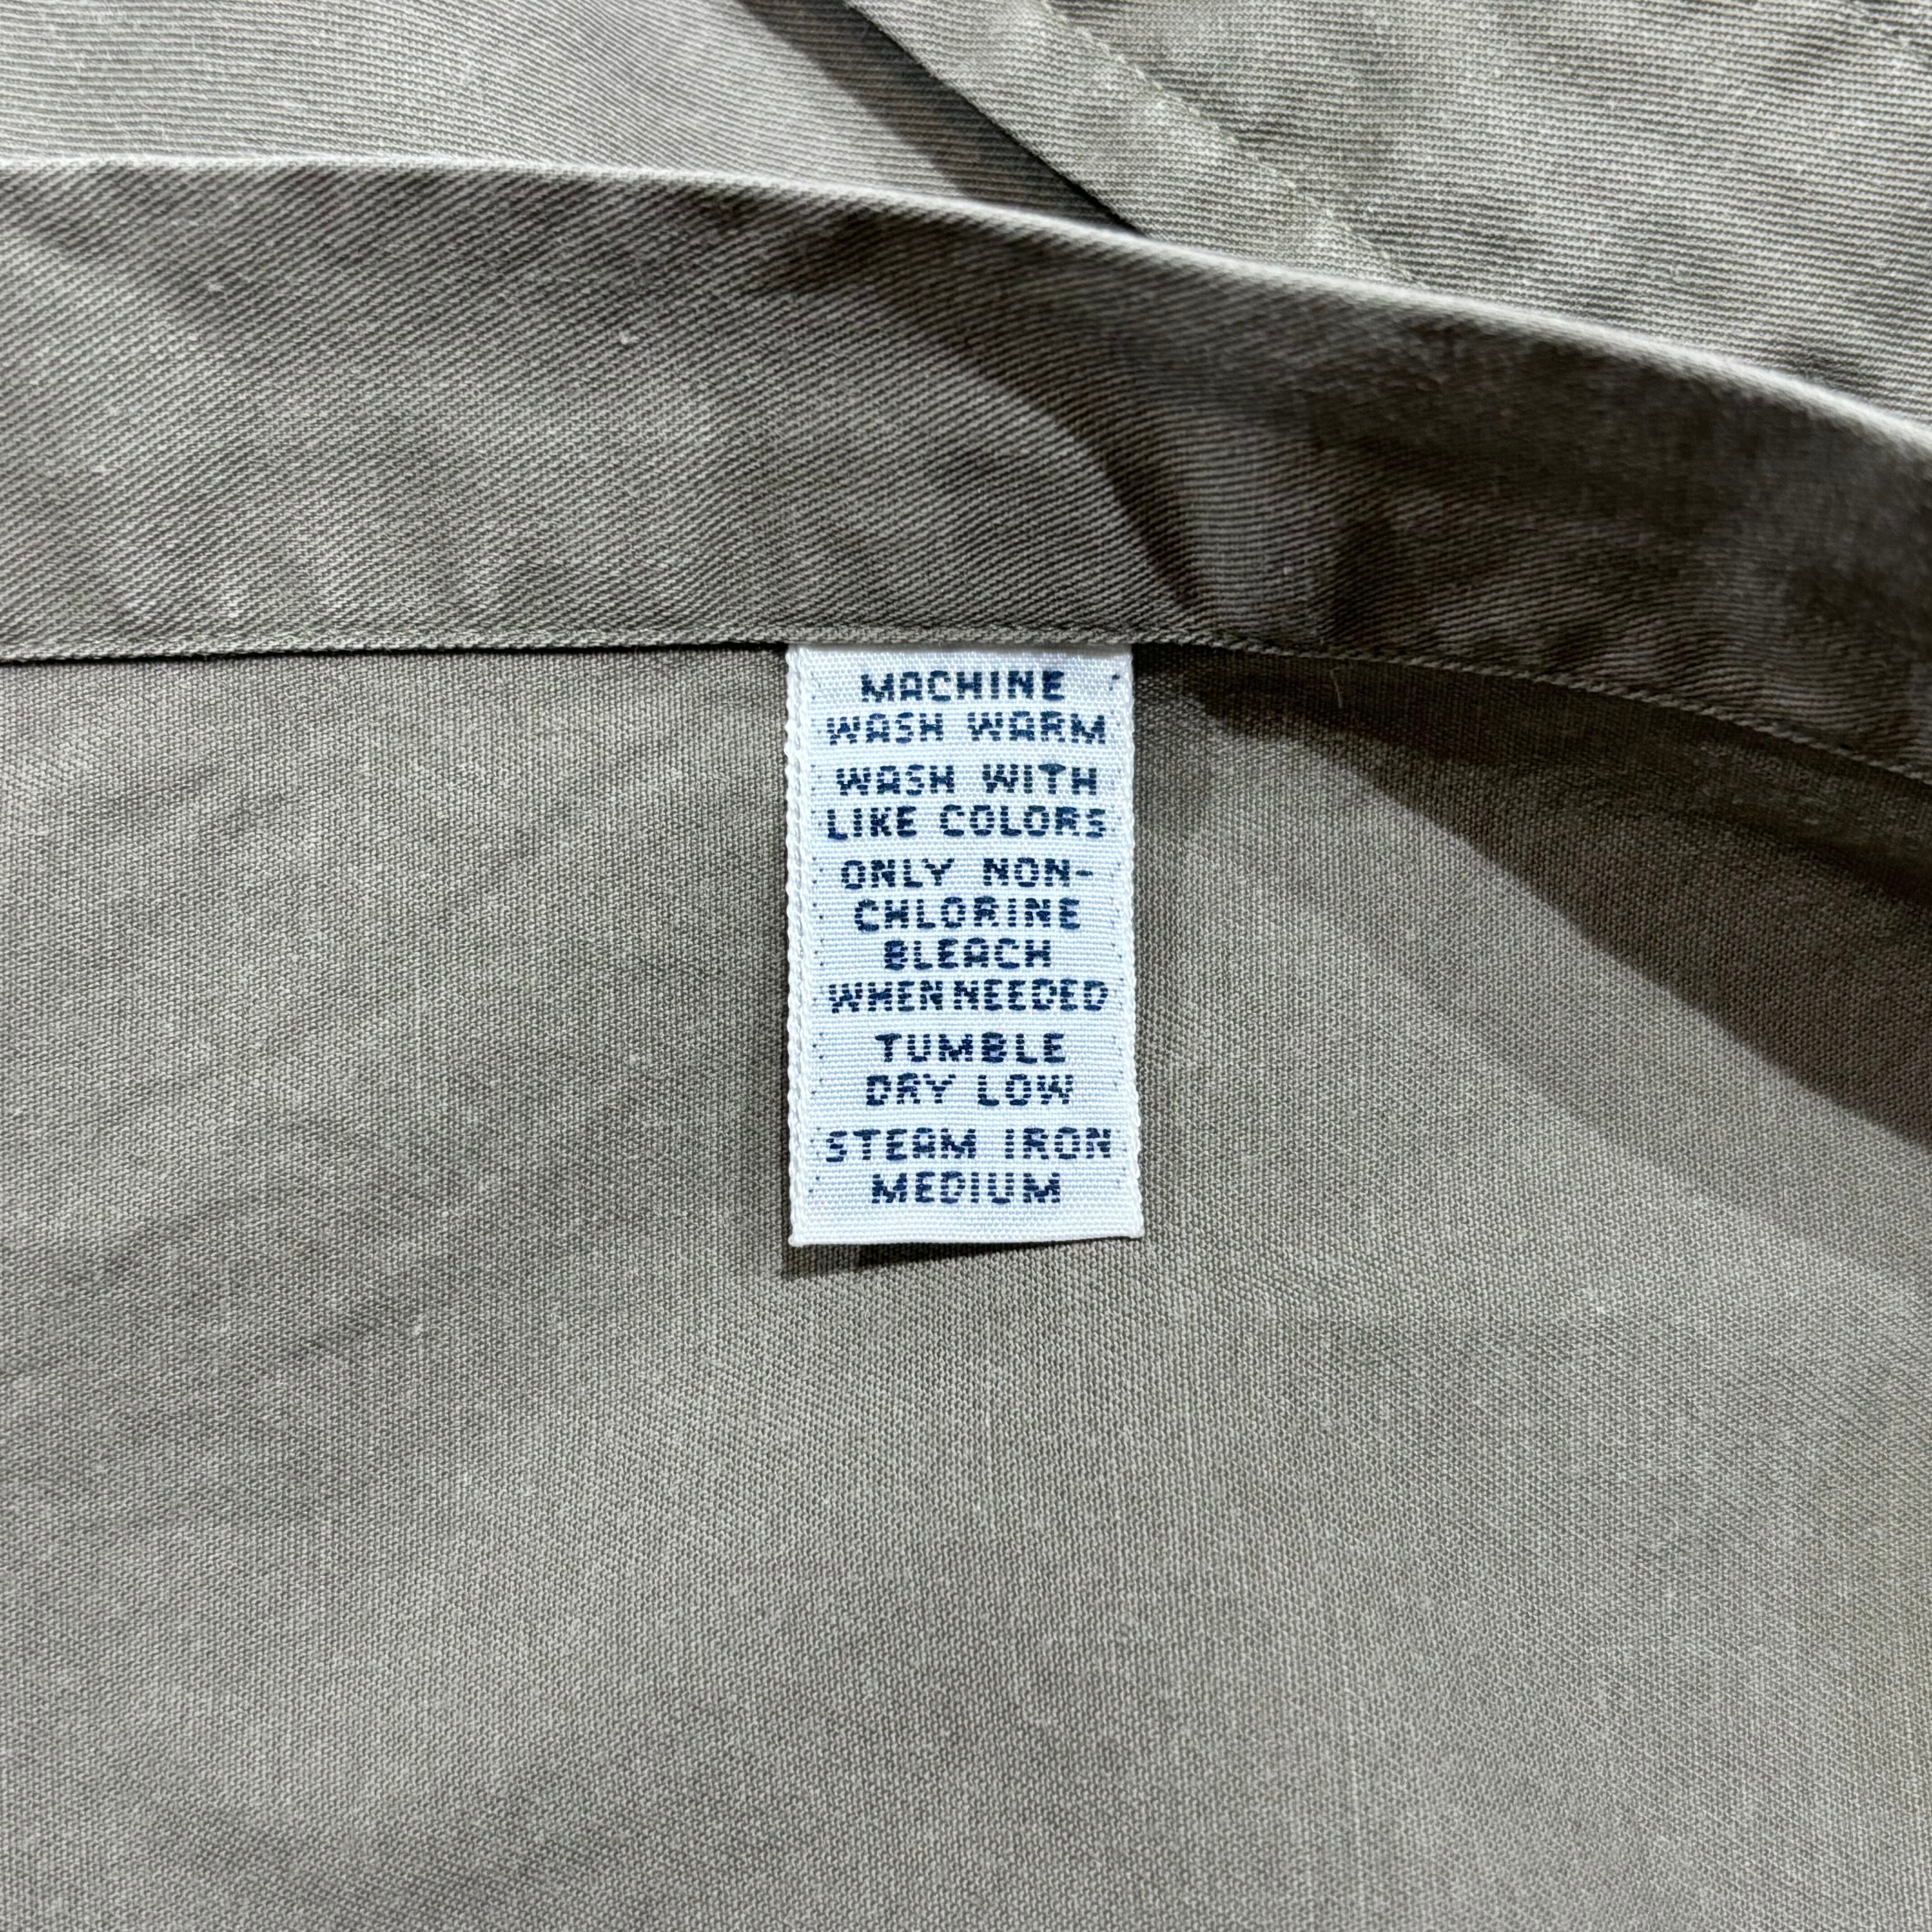 MACHINE
WASH WARM
WASH WITH
LIKE COLORS
ONLY NON-
CHLORINE
BLEACH
WHEN NEEDED
TUMBLE
DRY LOW
STEAM IRON
MEDIUM